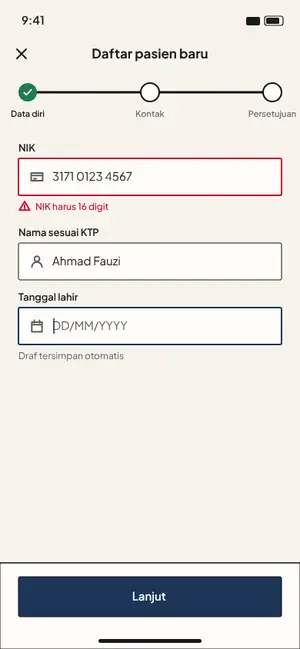 9:41
Daftar pasien baru
Data diri
Kontak
Persetujuan
NIK
3171 0123 4567
NIK harus 16 digit
Nama sesuai KTP
Ahmad Fauzi
Tanggal lahir
DD/MM/YYYY
Draf tersimpan otomatis
Lanjut